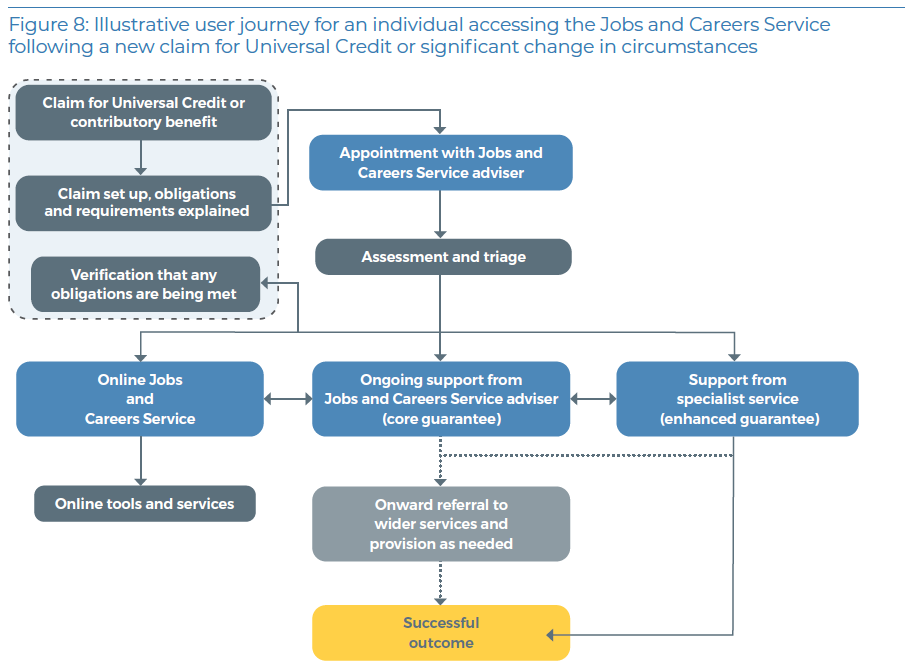 Figure 8: Illustrative user journey for an individual accessing the Jobs and Careers Service
following a new claim for Universal Credit or significant change in circumstances
Claim for Universal Credit or
contributory benefit
Appointment with Jobs and
Careers Service adviser
Claim set up, obligations
and requirements explained
Assessment and triage
Verification that any
obligations are being met
Online Jobs
and
Careers Service
Ongoing support from
Jobs and Careers Service adviser
(core guarantee)
Support from
specialist service
(enhanced guarantee)
Online tools and services
Onward referral to
wider services and
provision as needed
Successful
outcome